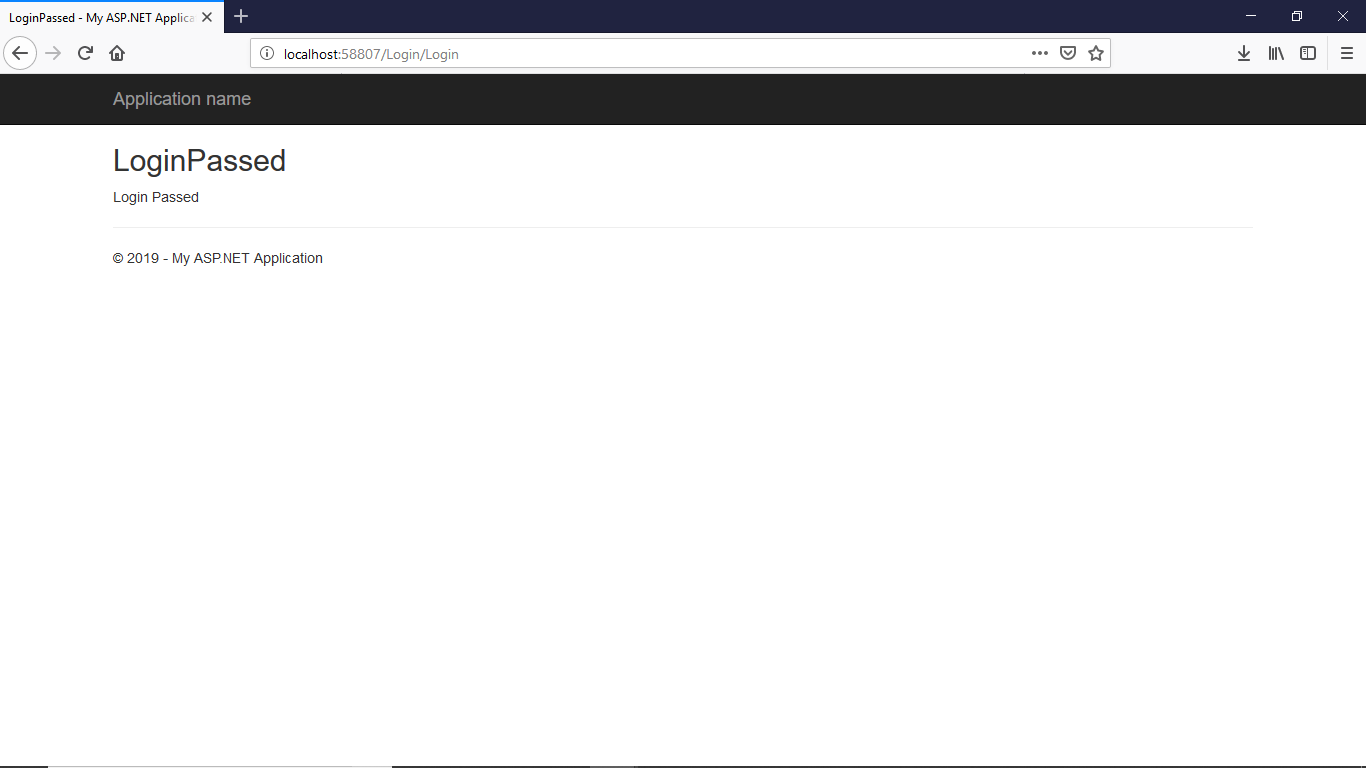 LoginPassed - My ASP.NET Applica
localhost:58807/Login/Login
Application name
LoginPassed
Login Passed
© 2019 - My ASP.NET Application